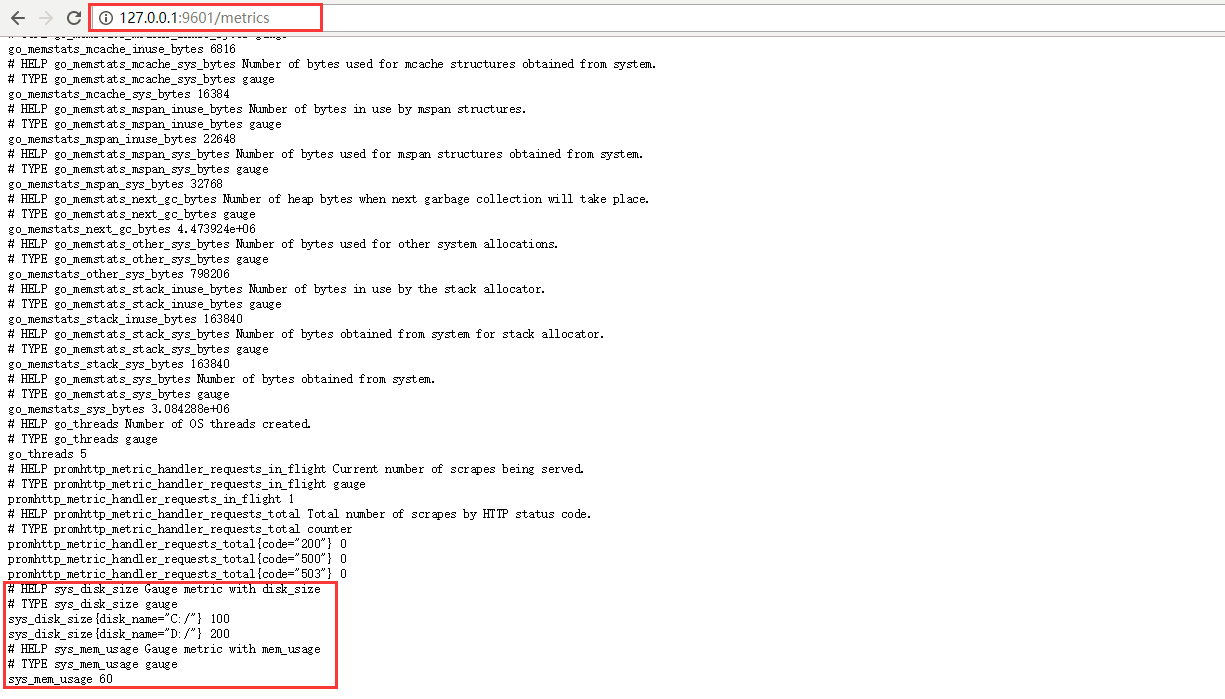 127.0.0.1:9601/metrics
go_memstats_mcache_inuse_bytes 6816
# HELP go_memstats_mcache_sys_bytes Number of bytes used for mcache structures obtained from system.
# TYPE go_memstats_mcache_sys_bytes gauge
go_memstats_mcache_sys_bytes 16384
# HELP go_memstats_mspan_inuse_bytes Number of bytes in use by mspan structures.
# TYPE go_memstats_mspan_inuse_bytes gauge
go_memstats_mspan_inuse_bytes 22648
# HELP go_memstats_mspan_sys_bytes Number of bytes used for mspan structures obtained from system.
# TYPE go_memstats_mspan_sys_bytes gauge
go_memstats_mspan_sys_bytes 32768
# HELP go_memstats_next_gc_bytes Number of heap bytes when next garbage collection will take place.
# TYPE go_memstats_next_gc_bytes gauge
go_memstats_next_gc_bytes 4.473924e+06
# HELP go_memstats_other_sys_bytes Number of bytes used for other system allocations.
# TYPE go_memstats_other_sys_bytes gauge
go_memstats_other_sys_bytes 798206
# HELP go_memstats_stack_inuse_bytes Number of bytes in use by the stack allocator.
# TYPE go_memstats_stack_inuse_bytes gauge
go_memstats_stack_inuse_bytes 163840
# HELP go_memstats_stack_sys_bytes Number of bytes obtained from system for stack allocator.
# TYPE go_memstats_stack_sys_bytes gauge
go_memstats_stack_sys_bytes 163840
# HELP go_memstats_sys_bytes Number of bytes obtained from system.
# TYPE go_memstats_sys_bytes gauge
go_memstats_sys_bytes 3.084288e+06
# HELP go_threads Number of OS threads created.
# TYPE go_threads gauge
go_threads 5
# HELP promhttp_metric_handler_requests_in_flight Current number of scrapes being served.
# TYPE promhttp_metric_handler_requests_in_flight gauge
promhttp_metric_handler_requests_in_flight 1
# HELP promhttp_metric_handler_requests_total Total number of scrapes by HTTP status code.
# TYPE promhttp_metric_handler_requests_total counter
promhttp_metric_handler_requests_total{code="200"} 0
promhttp_metric_handler_requests_total{code="500"} 0
promhttp_metric_handler_requests_total{code="503"} 0
# HELP sys_disk_size Gauge metric with disk_size
# TYPE sys_disk_size gauge
sys_disk_size{disk_name="C:/"} 100
sys_disk_size{disk_name="D:/"} 200
# HELP sys_mem_usage Gauge metric with mem_usage
# TYPE sys_mem_usage gauge
sys_mem_usage 60